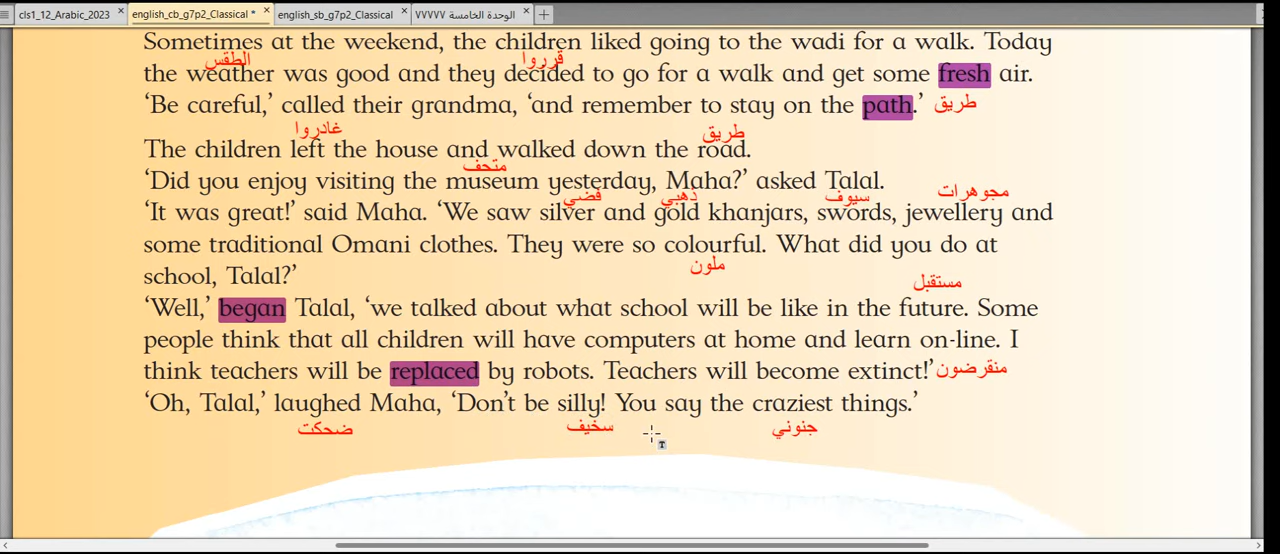 cls1_12_Arabic_2023 × english_cb_g7p2_Classical * × english_sb_g7p2_Classical × الوحدة الخامسة ٧٧٧٧٧ ×
Sometimes at the weekend, the children liked going to the wadi for a walk. Today
الطقس قرروا
the weather was good and they decided to go for a walk and get some fresh air.
‘Be careful,’ called their grandma, ‘and remember to stay on the path.’ طريق
غادروا طريق
The children left the house and walked down the road.
متحف
‘Did you enjoy visiting the museum yesterday, Maha?’ asked Talal.
فضي ذهبي سيوف مجوهرات
‘It was great!’ said Maha. ‘We saw silver and gold khanjars, swords, jewellery and
some traditional Omani clothes. They were so colourful. What did you do at
ملون
school, Talal?’
مستقبل
‘Well,’ began Talal, ‘we talked about what school will be like in the future. Some
people think that all children will have computers at home and learn on-line. I
think teachers will be replaced by robots. Teachers will become extinct!’ منقرضون
‘Oh, Talal,’ laughed Maha, ‘Don’t be silly! You say the craziest things.’
ضحكت سخيف جنوني